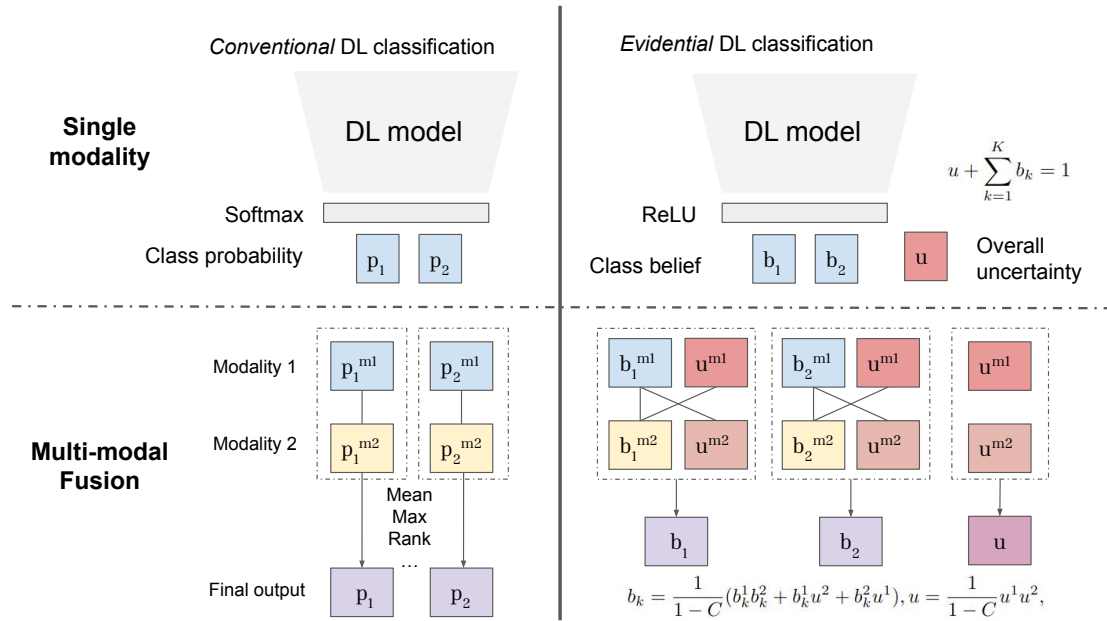 Conventional DL classification
Evidential DL classification
Single
modality
DL model
DL model
u + \sum_{k=1}^{K} b_k = 1
Softmax
ReLU
Class probability
p_1 p_2
Class belief
b_1 b_2 u
Overall
uncertainty
Multi-modal
Fusion
Modality 1
p_1^{m1} p_2^{m1}
b_1^{m1} u^{m1} b_2^{m1} u^{m1} u^{m1}
Modality 2
p_1^{m2} p_2^{m2}
b_1^{m2} u^{m2} b_2^{m2} u^{m2} u^{m2}
Mean
Max
Rank
...
Final output
p_1 p_2
b_1 b_2 u
b_k = \frac{1}{1 - C}(b_k^1 b_k^2 + b_k^1 u^2 + b_k^2 u^1), u = \frac{1}{1 - C} u^1 u^2,